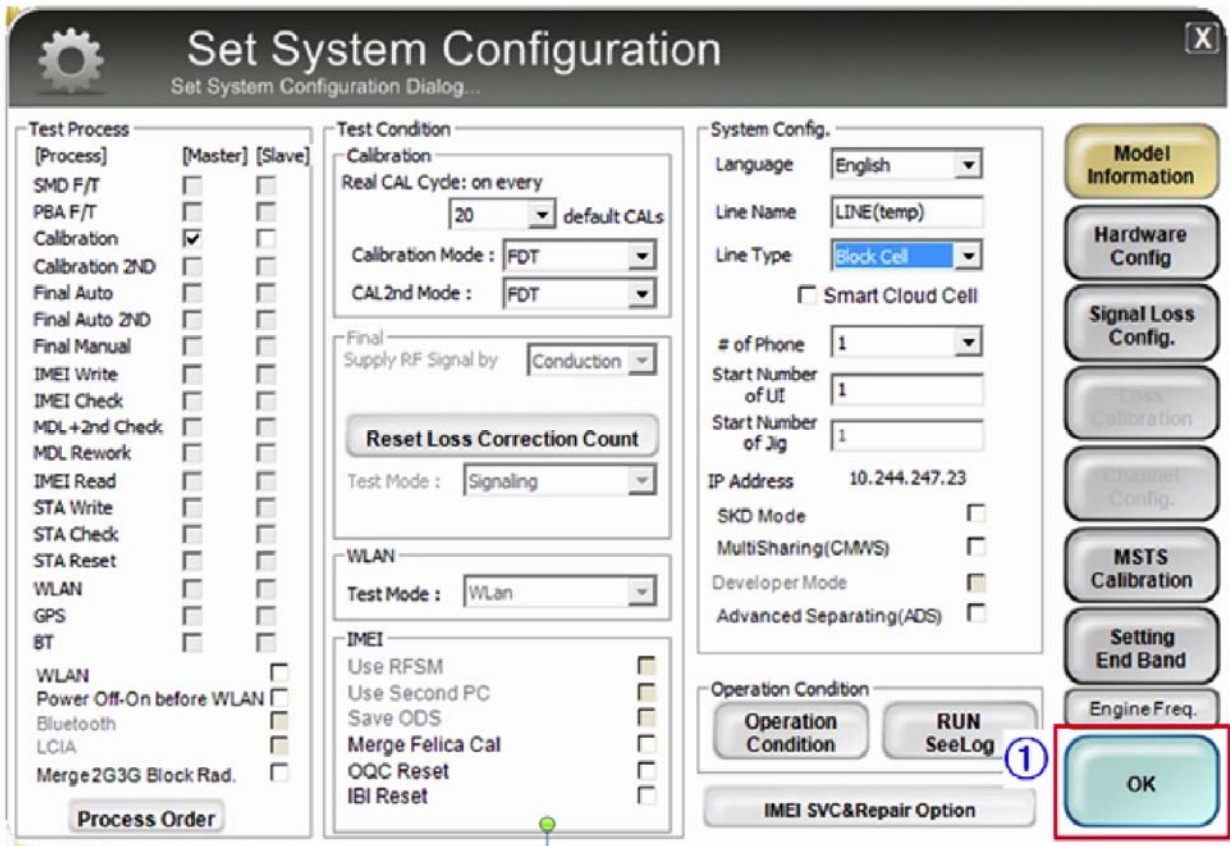 Set System Configuration
Set System Configuration Dialog...
X
Test Process
[Process] [Master] [Slave]
SMD F/T
PBA F/T
Calibration
Calibration 2ND
Final Auto
Final Auto 2ND
Final Manual
IMEI Write
IMEI Check
MDL+2nd Check
MDL Rework
IMEI Read
STA Write
STA Check
STA Reset
WLAN
GPS
BT
WLAN
Power Off-On before WLAN
Bluetooth
LCIA
Merge 2G3G Block Rad.
Process Order
Test Condition
Calibration
Real CAL Cycle: on every
20 default CALs
Calibration Mode : FDT
CAL2nd Mode : FDT
Final
Supply RF Signal by Conduction
Reset Loss Correction Count
Test Mode : Signaling
WLAN
Test Mode : WLan
IMEI
Use RFSM
Use Second PC
Save ODS
Merge Felica Cal
OQC Reset
IBI Reset
System Config.
Language English
Line Name LINE(temp)
Line Type Block Cell
Smart Cloud Cell
# of Phone 1
Start Number
of UI 1
Start Number
of Jig 1
IP Address 10.244.247.23
SKD Mode
MultiSharing(CMWS)
Developer Mode
Advanced Separating(ADS)
Operation Condition
Operation
Condition
RUN
SeeLog
IMEI SVC&Repair Option
Model
Information
Hardware
Config
Signal Loss
Config.
Loss
Calibration
Channel
Config.
MSTS
Calibration
Setting
End Band
Engine Freq.
①
OK